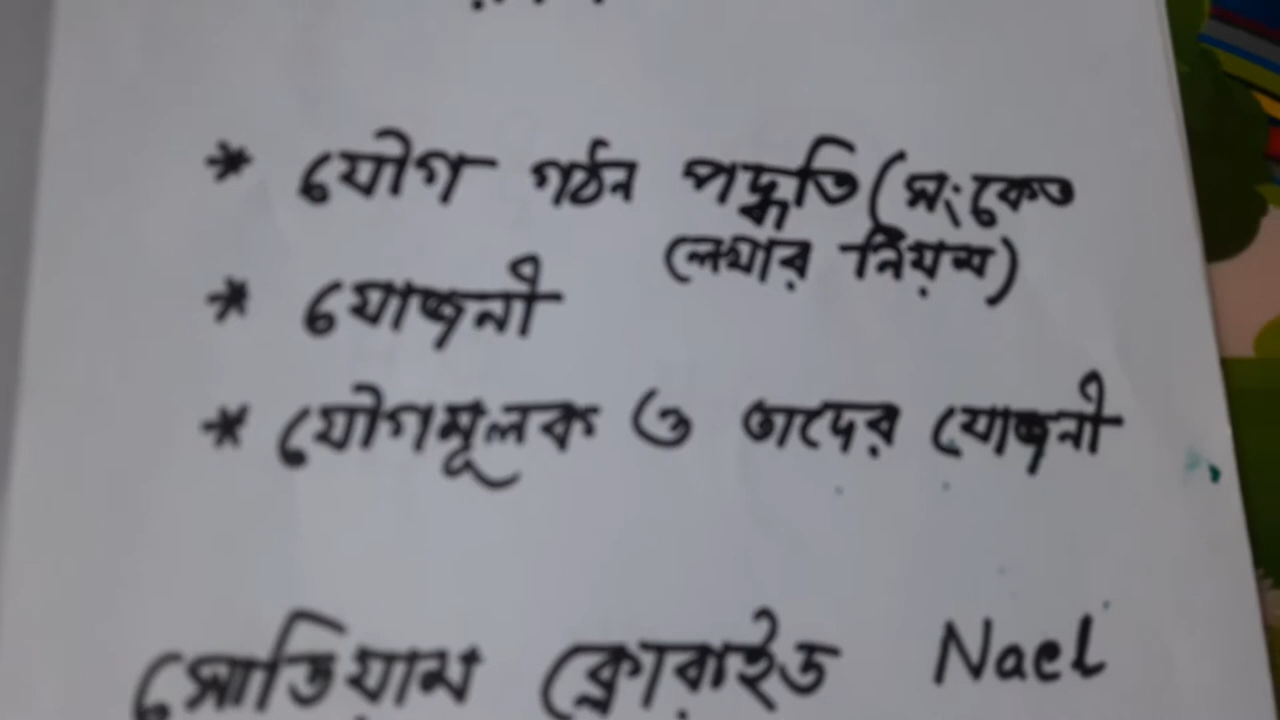 * যৌগ গঠন পদ্ধতি (সংকেত
লেখার নিয়ম)
* যোজনী
* যৌগমূলক ও তাদের যোজনী
সোডিয়াম ক্লোরাইড NaCl